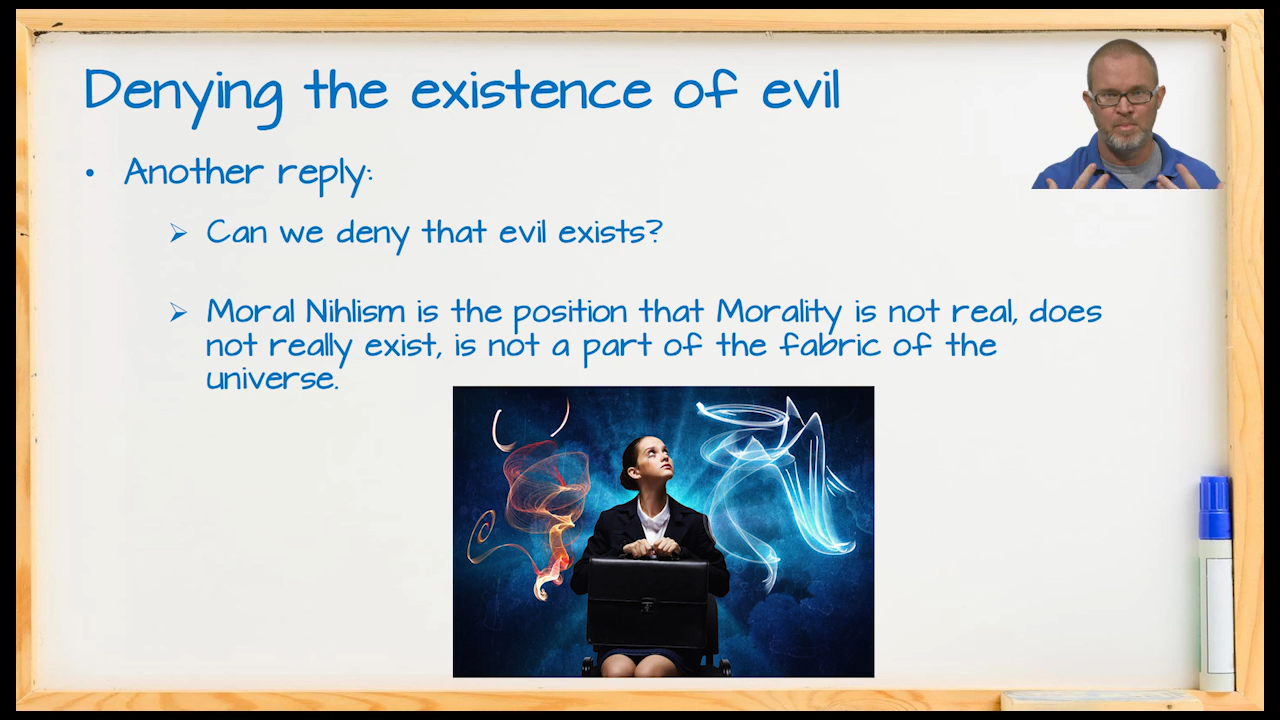 Denying the existence of evil
• Another reply:
➢ Can we deny that evil exists?
➢ Moral Nihlism is the position that Morality is not real, does
not really exist, is not a part of the fabric of the
universe.